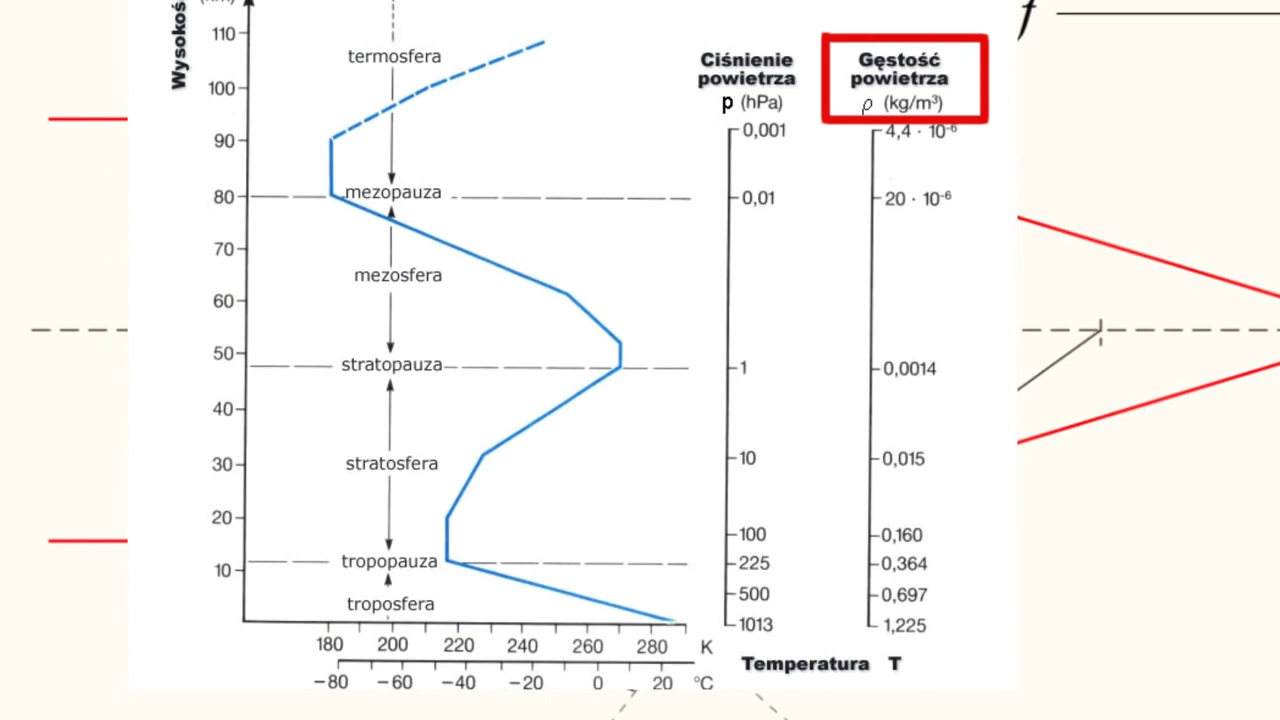 Wysokość
f
110
100
90
80
70
60
50
40
30
20
10
termosfera
mezopauza
mezosfera
stratopauza
stratosfera
tropopauza
troposfera
180 200 220 240 260 280 K
−80 −60 −40 −20 0 20 °C
Temperatura T
Ciśnienie
powietrza
p (hPa)
0,001
0,01
1
10
100
225
500
1013
Gęstość
powietrza
ρ (kg/m³)
4,4 · 10⁻⁶
20 · 10⁻⁶
0,0014
0,015
0,160
0,364
0,697
1,225